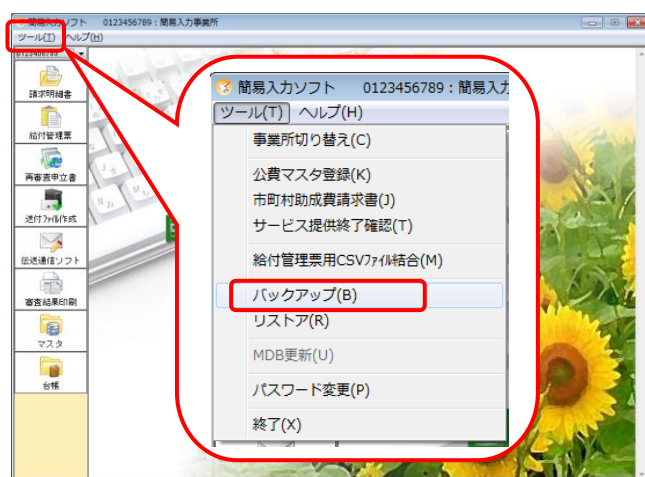 簡易入力ソフト 0123456789：簡易入力事業所
ツール(T) ヘルプ(H)
0123456789
請求明細書
給付管理票
再審査申立書
送付ﾌｧｲﾙ作成
伝送通信ソフト
審査結果印刷
マスタ
台帳
簡易入力ソフト 0123456789：簡易入力
ツール(T) ヘルプ(H)
事業所切り替え(C)
公費マスタ登録(K)
市町村助成費請求書(J)
サービス提供終了確認(T)
給付管理票用CSVﾌｧｲﾙ結合(M)
バックアップ(B)
リストア(R)
MDB更新(U)
パスワード変更(P)
終了(X)